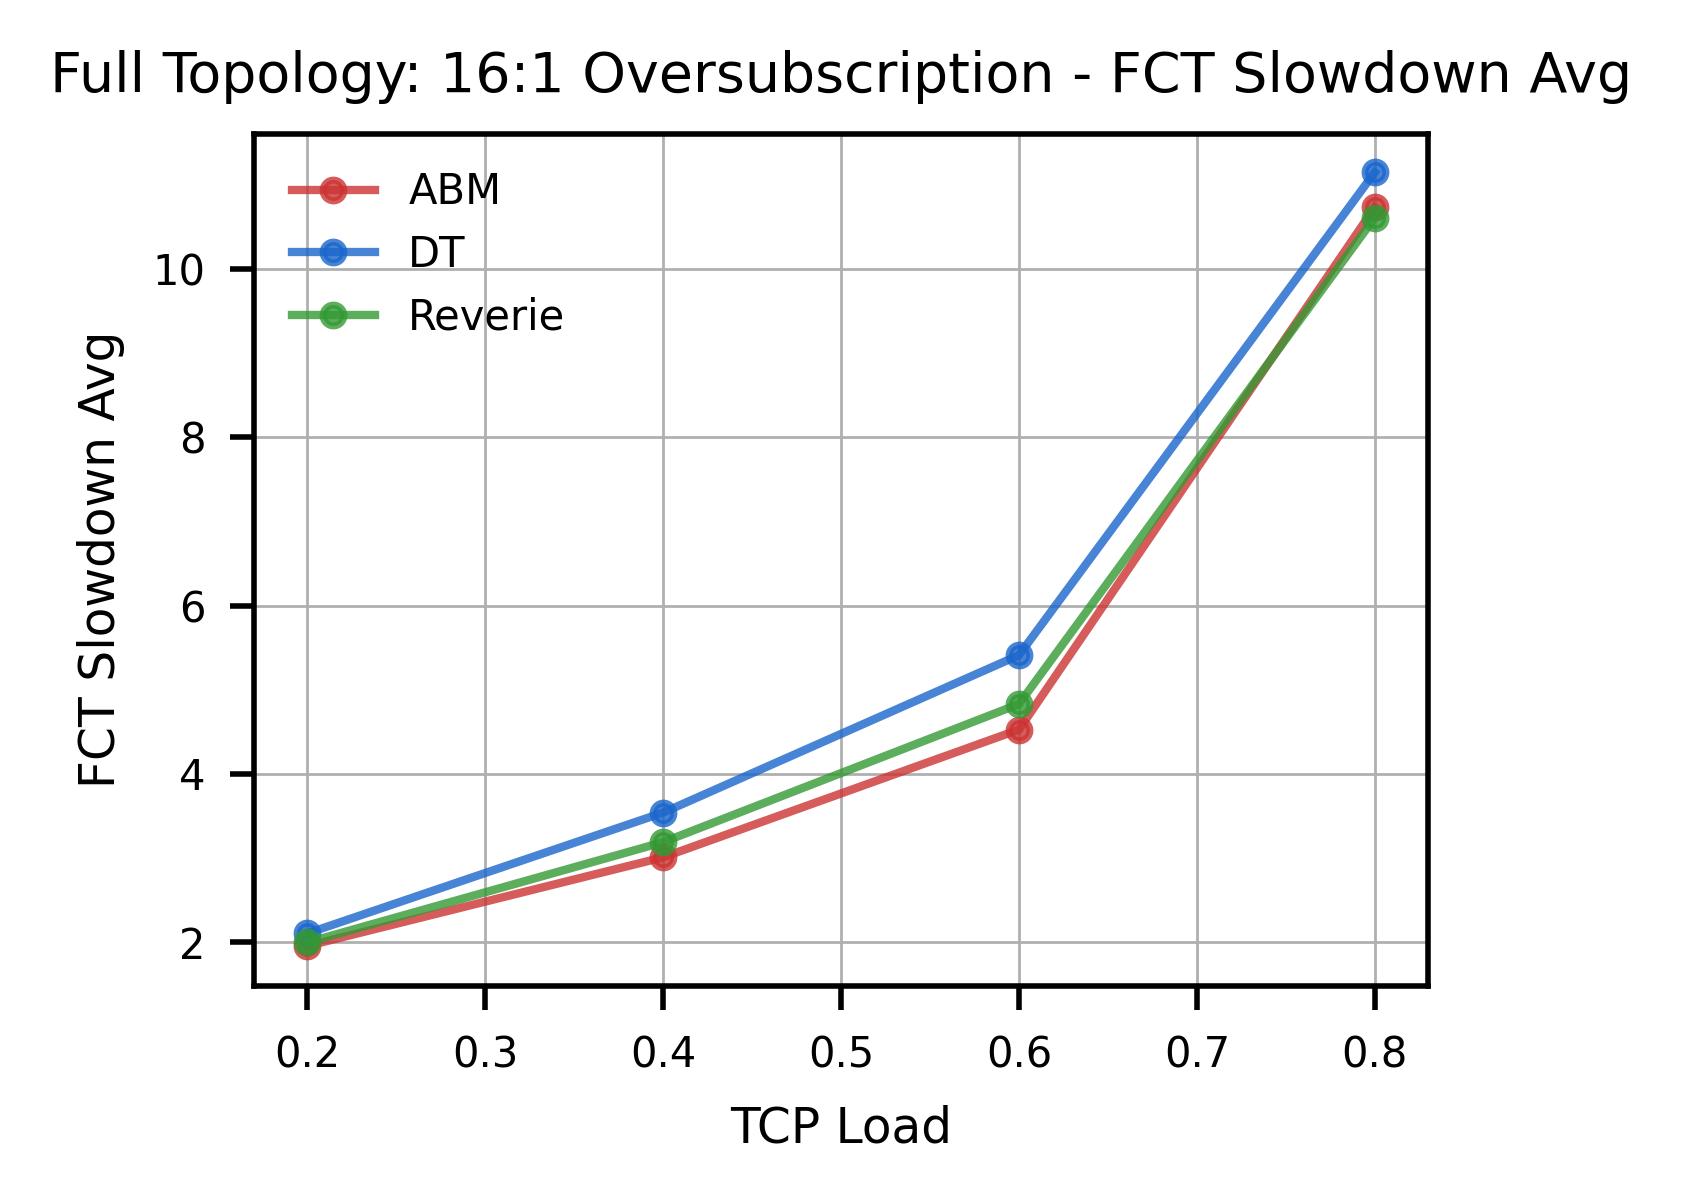 Full Topology: 16:1 Oversubscription - FCT Slowdown Avg
ABM
DT
Reverie
FCT Slowdown Avg
10
8
6
4
2
0.2 0.3 0.4 0.5 0.6 0.7 0.8
TCP Load